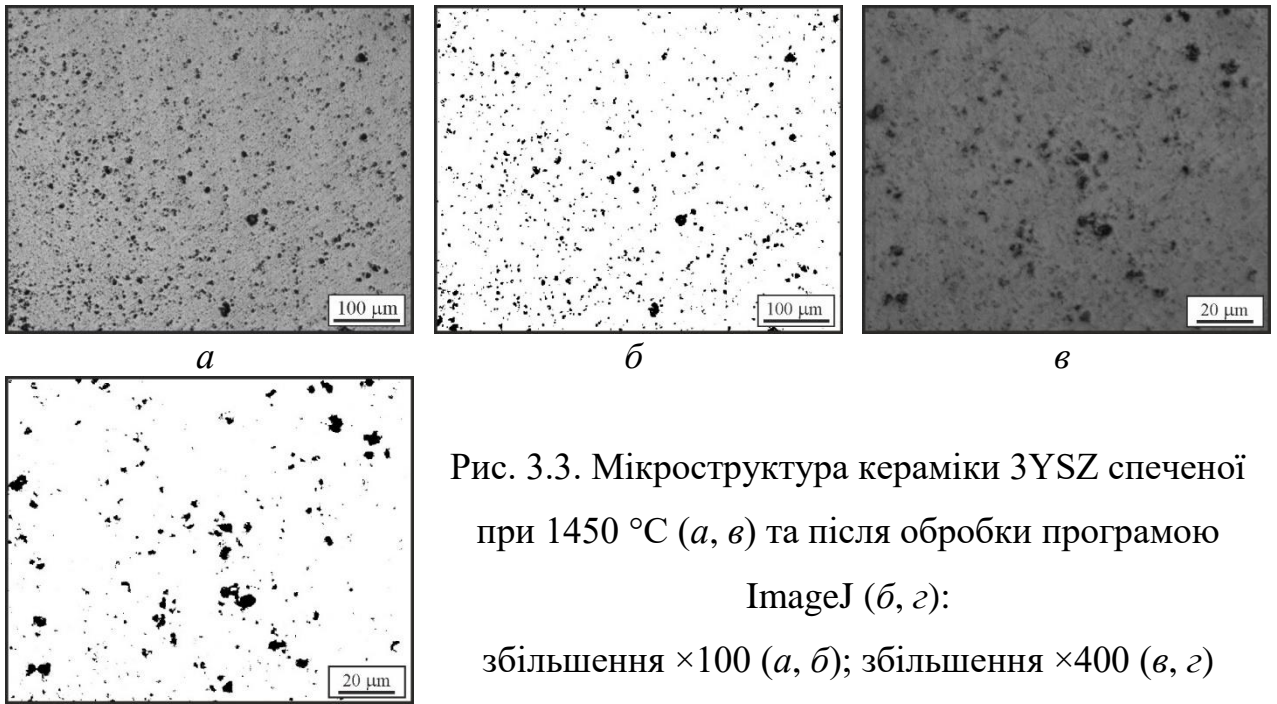 100 µm
100 µm
20 µm
а
б
в
20 µm
Рис. 3.3. Мікроструктура кераміки 3YSZ спеченої
при 1450 °C (а, в) та після обробки програмою
ImageJ (б, г):
збільшення ×100 (а, б); збільшення ×400 (в, г)